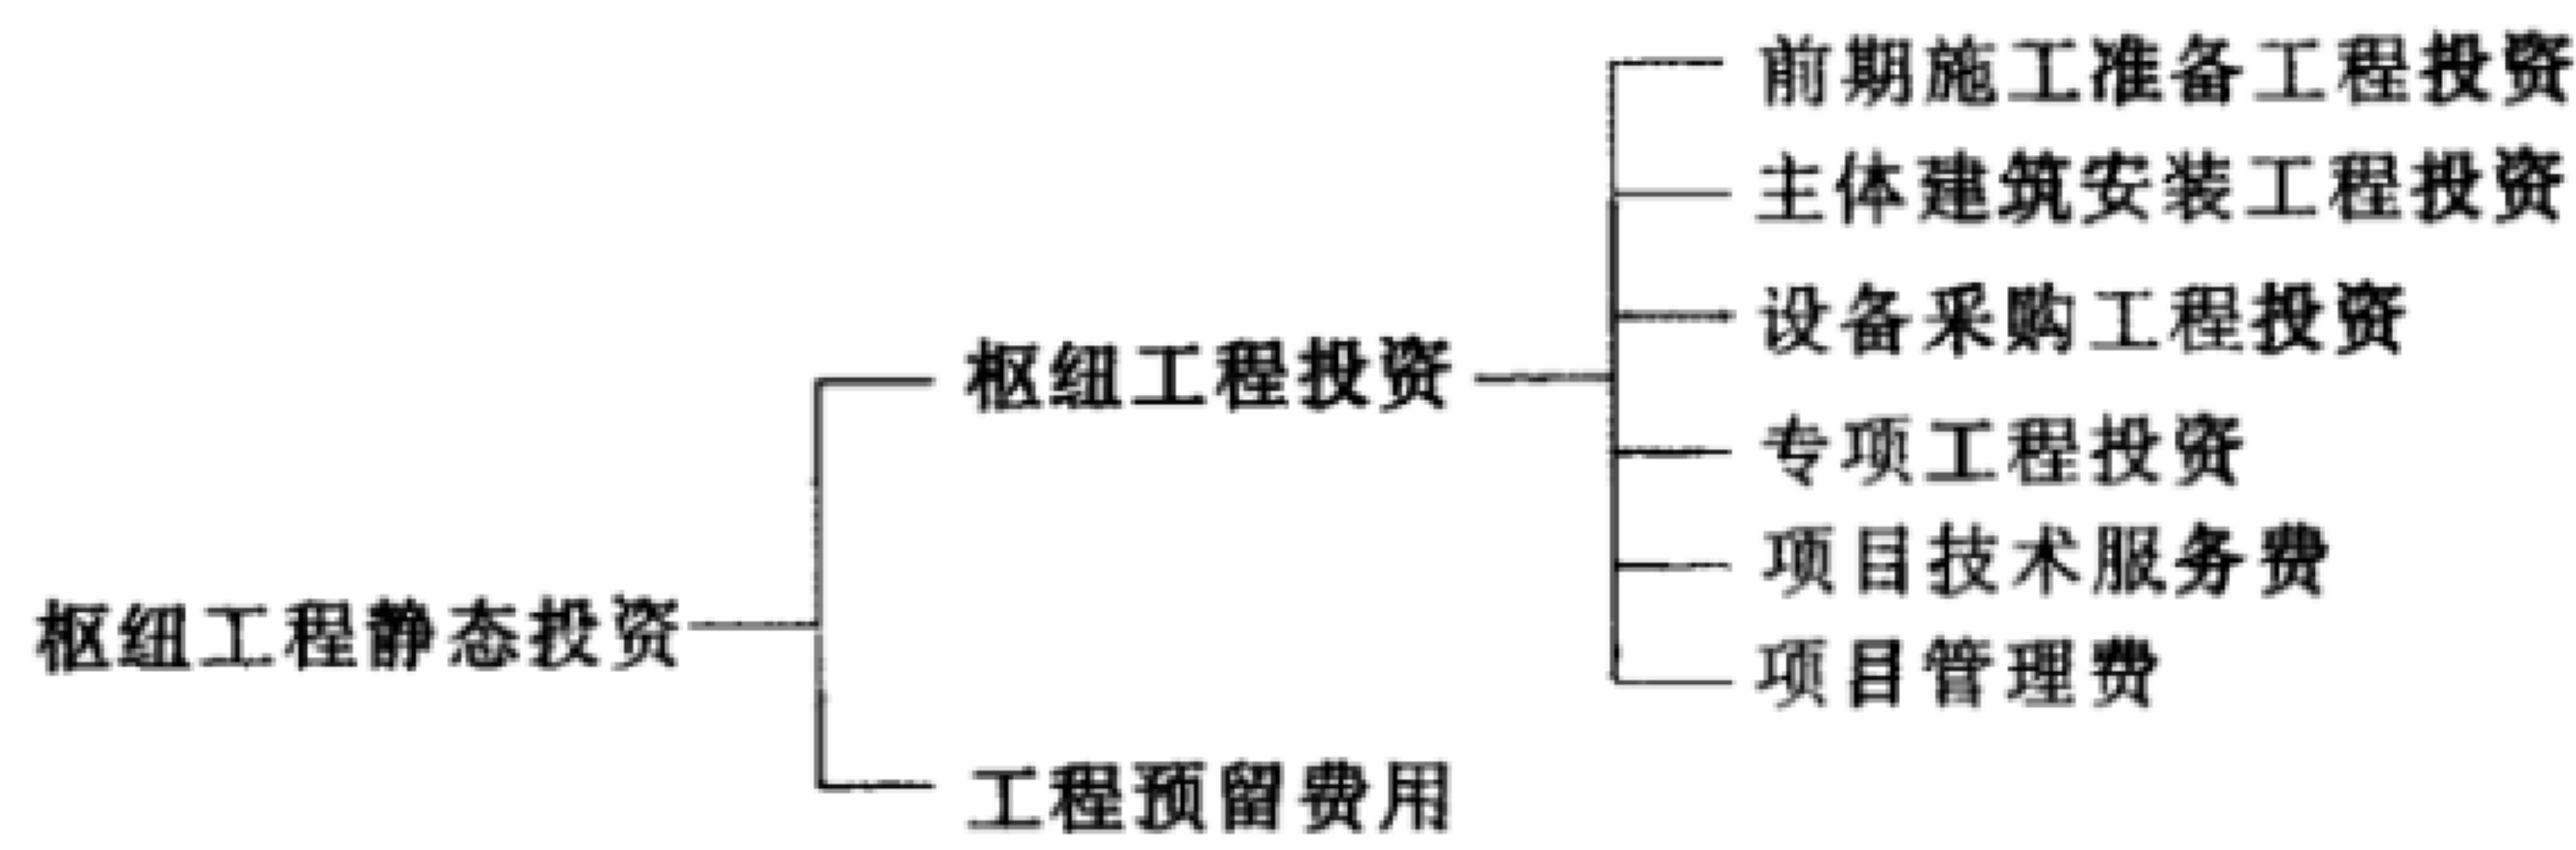 前期施工准备工程投资
主体建筑安装工程投资
设备采购工程投资
枢纽工程投资
专项工程投资
项目技术服务费
枢纽工程静态投资
项目管理费
工程预留费用